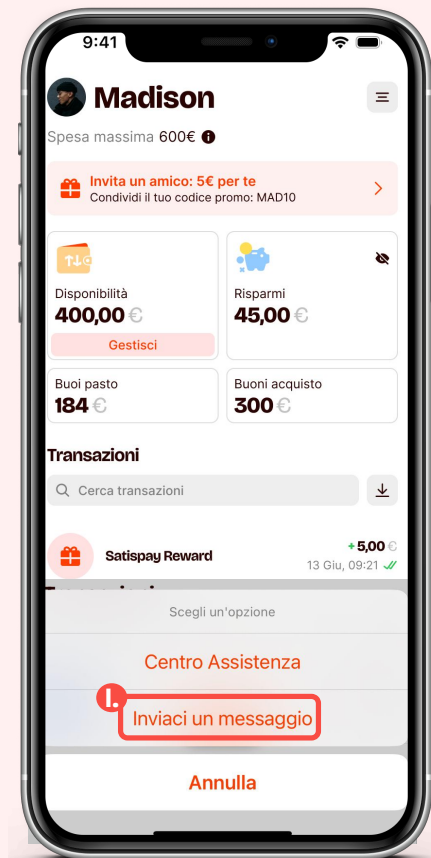 9:41
Madison
Spesa massima 600€
Invita un amico: 5€ per te
Condividi il tuo codice promo: MAD10
Disponibilità
400,00 €
Gestisci
Risparmi
45,00 €
Buoi pasto
184 €
Buoni acquisto
300 €
Transazioni
Cerca transazioni
Satispay Reward
+5,00 €
13 Giu, 09:21
Scegli un'opzione
Centro Assistenza
1.
Inviaci un messaggio
Annulla